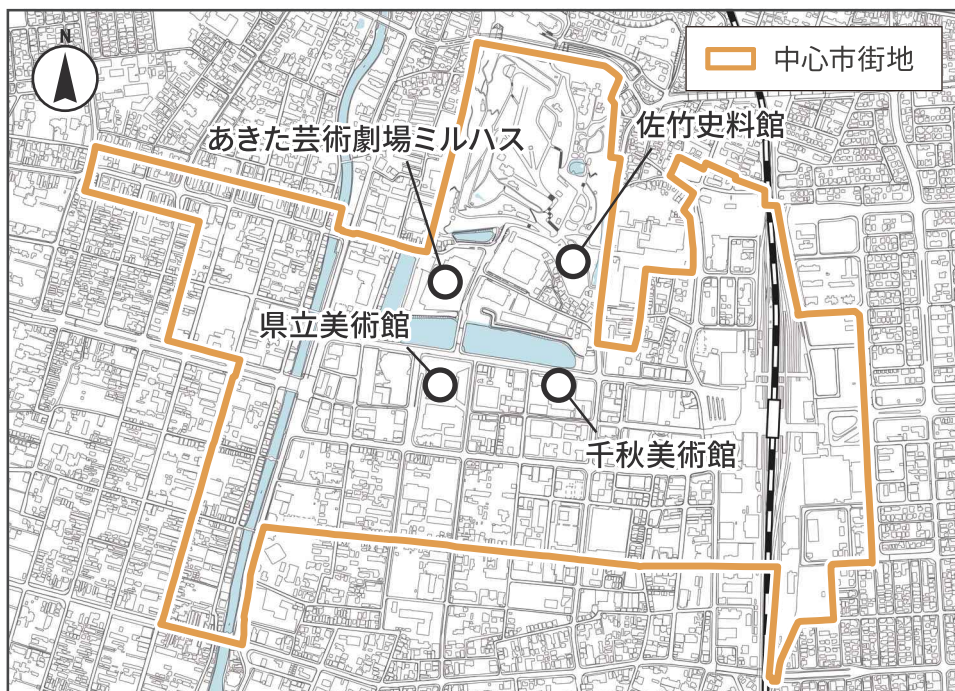 N
中心市街地
あきた芸術劇場ミルハス
佐竹史料館
県立美術館
千秋美術館